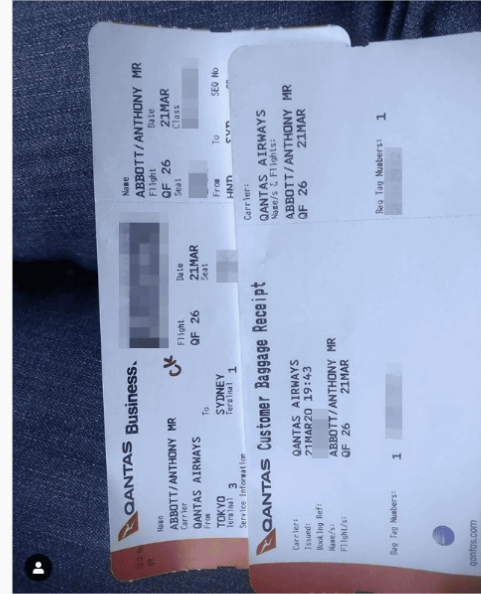 QANTAS Business.
CK
Name
ABBOTT/ANTHONY MR
Carrier
QANTAS AIRWAYS
From To
TOKYO SYDNEY
Terminal 3 Terminal 1
Service Information
Flight Date
QF 26 21MAR
Seat
Name
ABBOTT/ANTHONY MR
Flight Date
QF 26 21MAR
Seat Class
From To SEQ No
HND SYD
QANTAS Customer Baggage Receipt
Carrier: QANTAS AIRWAYS
Issued: 21MAR20 19:43
Booking Ref:
Name/s: ABBOTT/ANTHONY MR
Flight/s: QF 26 21MAR
Bag Tag Numbers: 1
qantas.com
Carrier:
QANTAS AIRWAYS
Name/s & Flights:
ABBOTT/ANTHONY MR
QF 26 21MAR
Bag Tag Numbers: 1